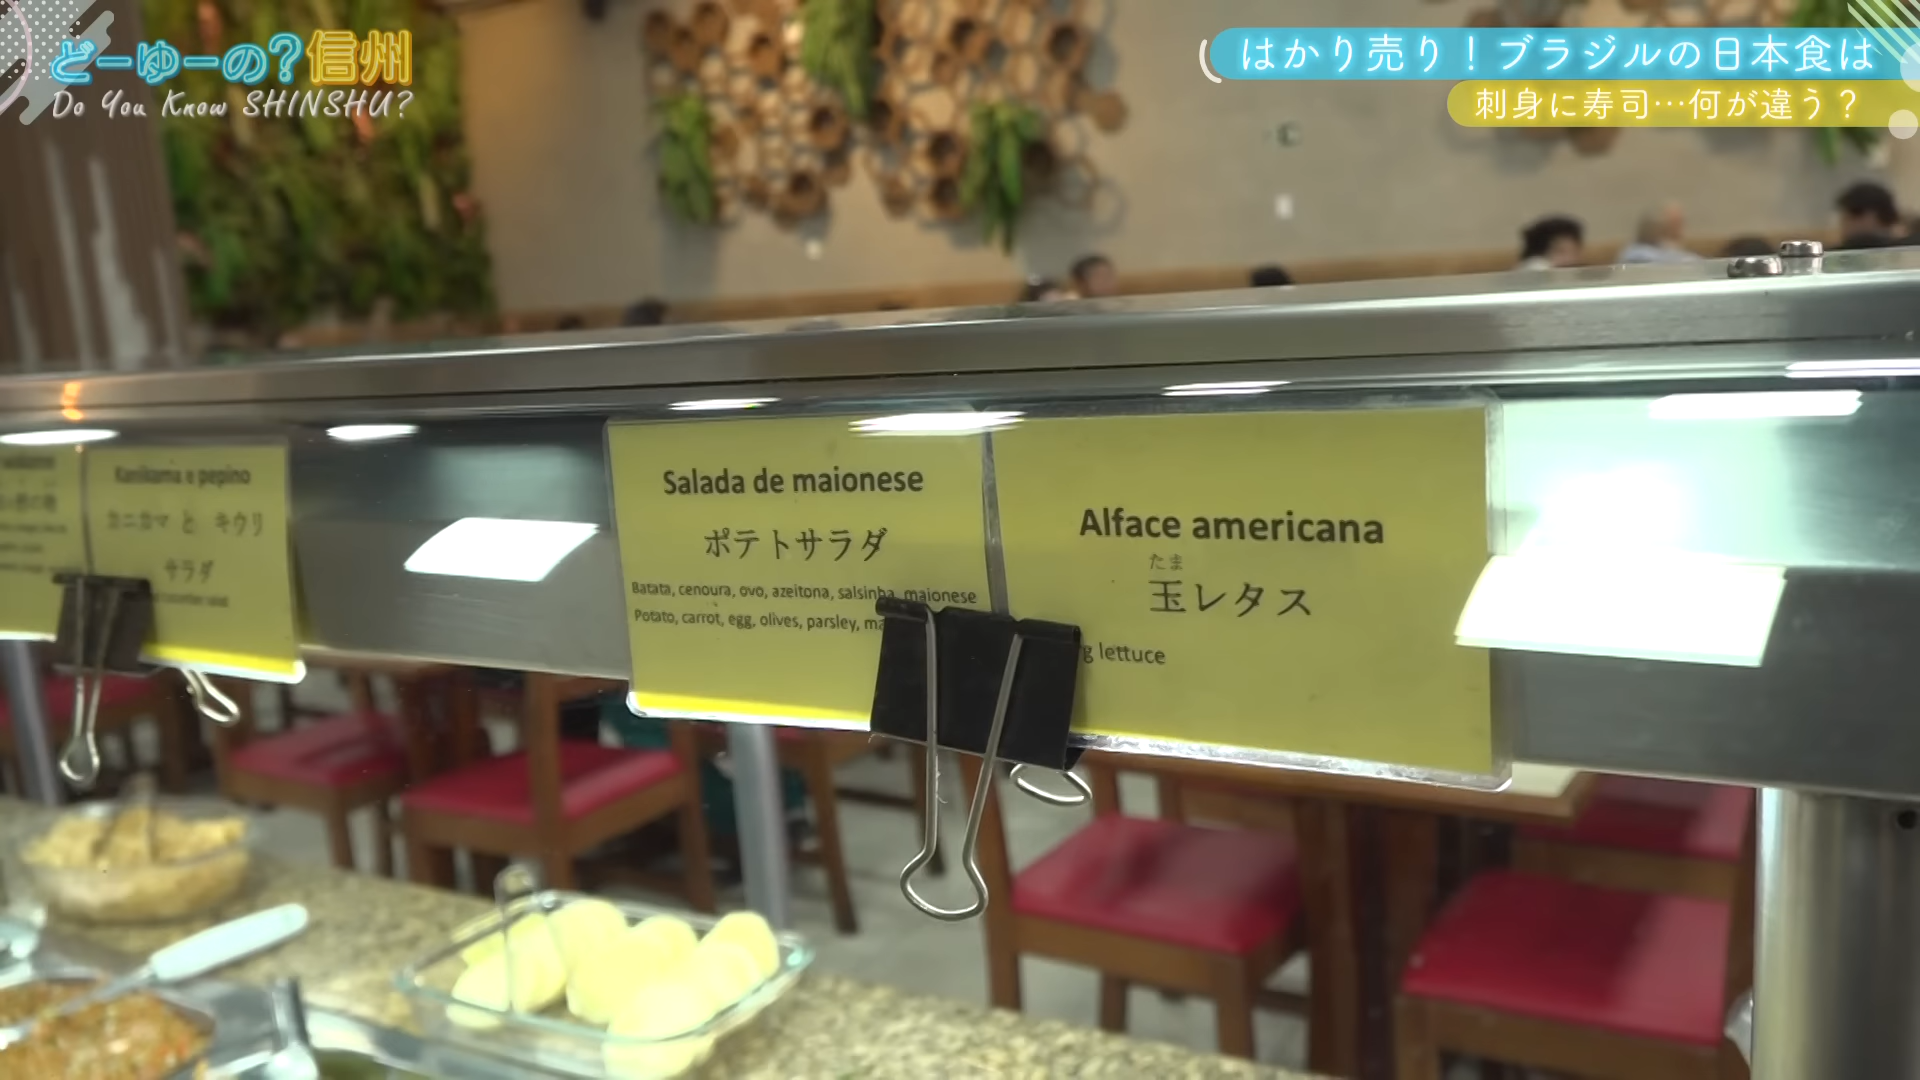 どーゆーの?信州
Do You Know SHINSHU?
はかり売り!ブラジルの日本食は
刺身に寿司…何が違う?
Kanikama e pepino
カニカマ と キウリ
サラダ
Salada de maionese
ポテトサラダ
Batata, cenoura, ovo, azeitona, salsinha, maionese
Potato, carrot, egg, olives, parsley,
Alface americana
たま
玉レタス
lettuce